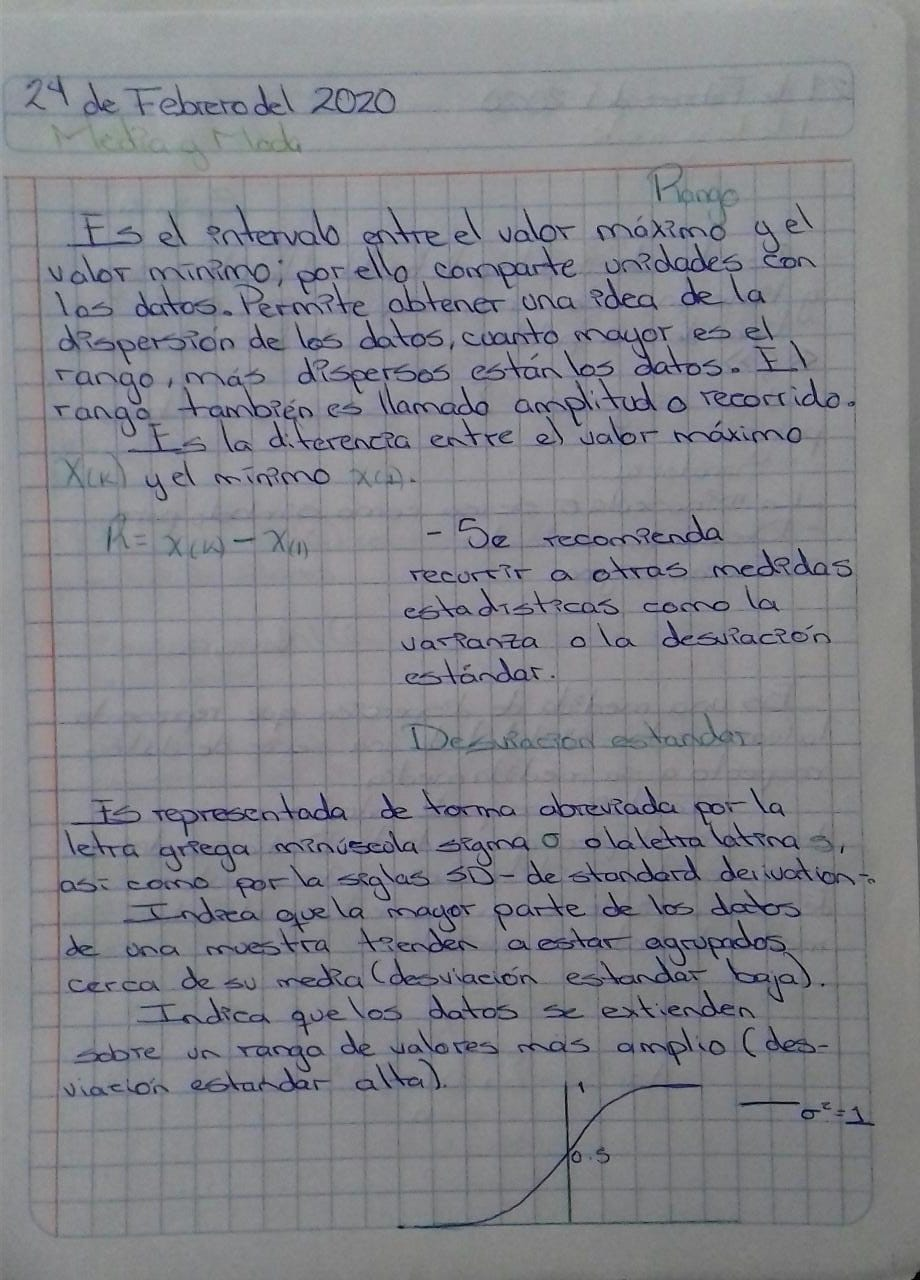 24 de Febrero del 2020
Media y Moda
Rango
Es el intervalo entre el valor máximo y el
valor mínimo; por ello comparte unidades con
los datos. Permite obtener una idea de la
dispersión de los datos, cuanto mayor es el
rango, más dispersos están los datos. El
rango también es llamado amplitud o recorrido.
Es la diferencia entre el valor máximo
X(k) y el mínimo x(1).
R= x(k) - x(1)
- Se recomienda
recurrir a otras medidas
estadísticas como la
varianza o la desviación
estándar.
Desviacion estandar.
Es representada de forma abreviada por la
letra griega minúscola sigma σ o la letra latina s,
así como por la siglas SD - de standard derivation -
Indica que la mayor parte de los datos
de una muestra tienden a estar agrupados
cerca de su media (desviación estandar baja).
Indica que los datos se extienden
sobre un ranga de valores mas amplio (des-
viación estandar alta).
1
σ²=1
0.5